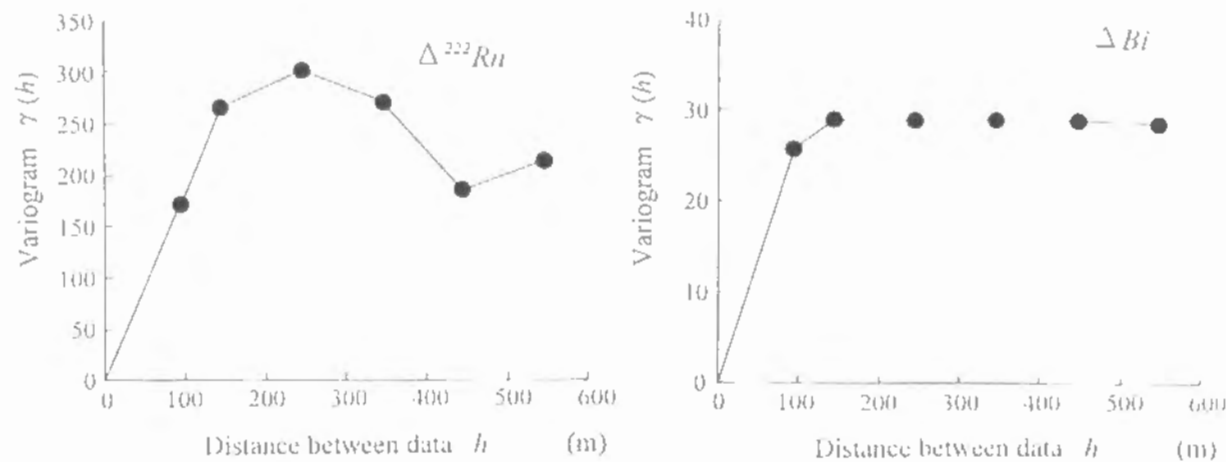 350
300
250
200
150
100
50
0
Variogram γ(h)
Δ ²²²Rn
0 100 200 300 400 500 600
Distance between data h (m)
40
30
20
10
0
Variogram γ(h)
ΔBi
0 100 200 300 400 500 600
Distance between data h (m)